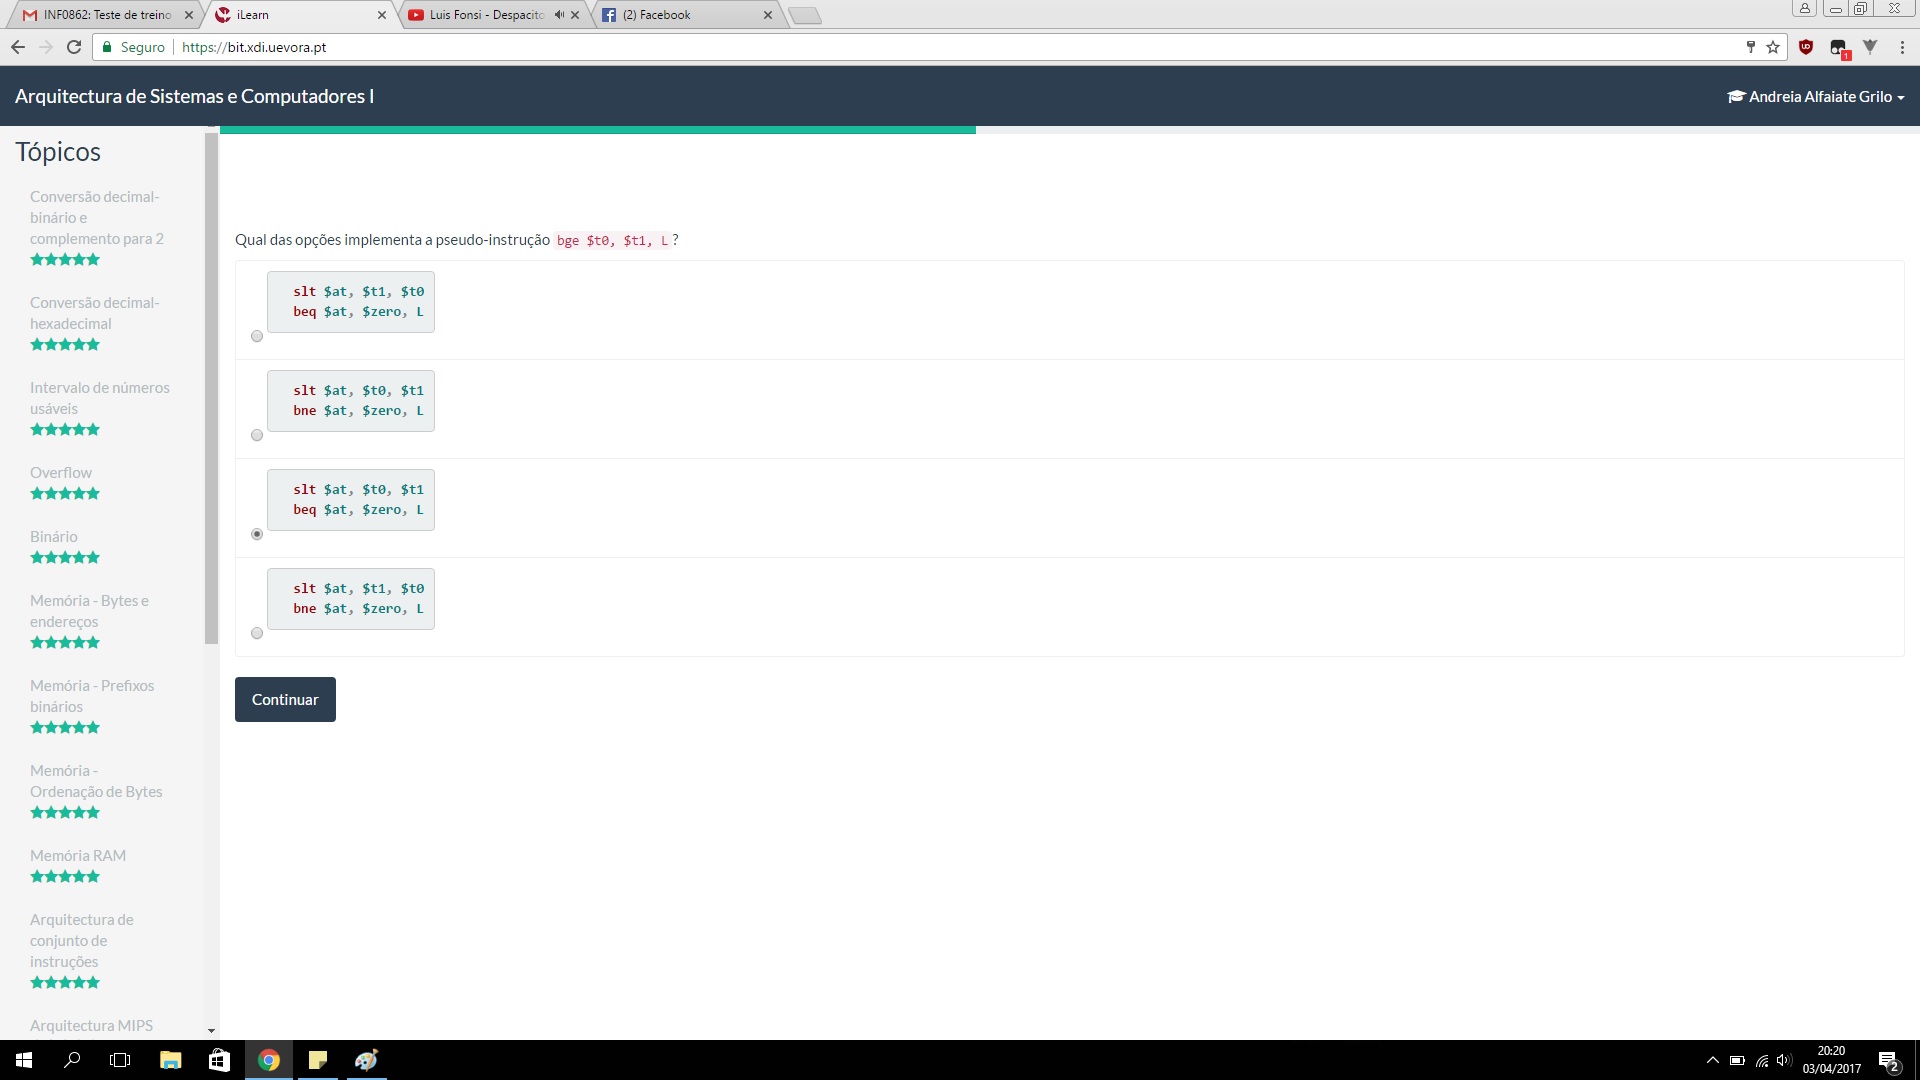 INF0862: Teste de treino
iLearn
Luis Fonsi - Despacito
(2) Facebook
Seguro
https://bit.xdi.uevora.pt
1
Arquitectura de Sistemas e Computadores I
Andreia Alfaiate Grilo
Tópicos
Conversão decimal-
binário e
complemento para 2
Conversão decimal-
hexadecimal
Intervalo de números
usáveis
Overflow
Binário
Memória - Bytes e
endereços
Memória - Prefixos
binários
Memória -
Ordenação de Bytes
Memória RAM
Arquitectura de
conjunto de
instruções
Arquitectura MIPS
Qual das opções implementa a pseudo-instrução bge $t0, $t1, L ?
slt $at, $t1, $t0
beq $at, $zero, L
slt $at, $t0, $t1
bne $at, $zero, L
slt $at, $t0, $t1
beq $at, $zero, L
slt $at, $t1, $t0
bne $at, $zero, L
Continuar
20:20
03/04/2017
2